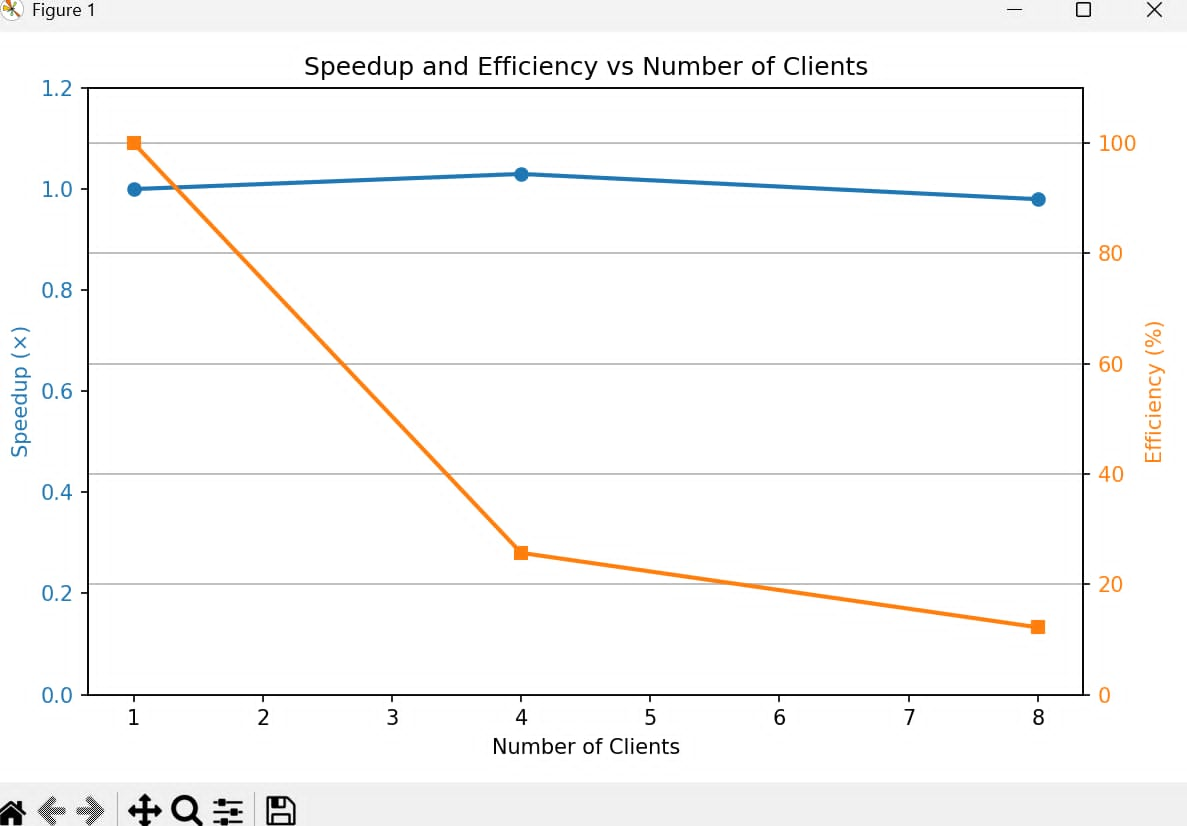 Figure 1
Speedup and Efficiency vs Number of Clients
1.2
1.0
0.8
0.6
0.4
0.2
0.0
Speedup (×)
100
80
60
40
20
0
Efficiency (%)
1 2 3 4 5 6 7 8
Number of Clients